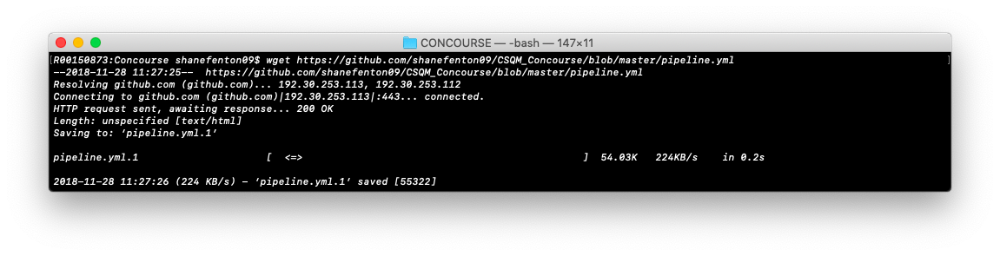 CONCOURSE — -bash — 147×11
[R00150873:Concourse shanefenton09$ wget https://github.com/shanefenton09/CSQM_Concourse/blob/master/pipeline.yml ]
--2018-11-28 11:27:25-- https://github.com/shanefenton09/CSQM_Concourse/blob/master/pipeline.yml
Resolving github.com (github.com)... 192.30.253.113, 192.30.253.112
Connecting to github.com (github.com)|192.30.253.113|:443... connected.
HTTP request sent, awaiting response... 200 OK
Length: unspecified [text/html]
Saving to: ‘pipeline.yml.1’
pipeline.yml.1 [ <=> ] 54.03K 224KB/s in 0.2s
2018-11-28 11:27:26 (224 KB/s) - ‘pipeline.yml.1’ saved [55322]